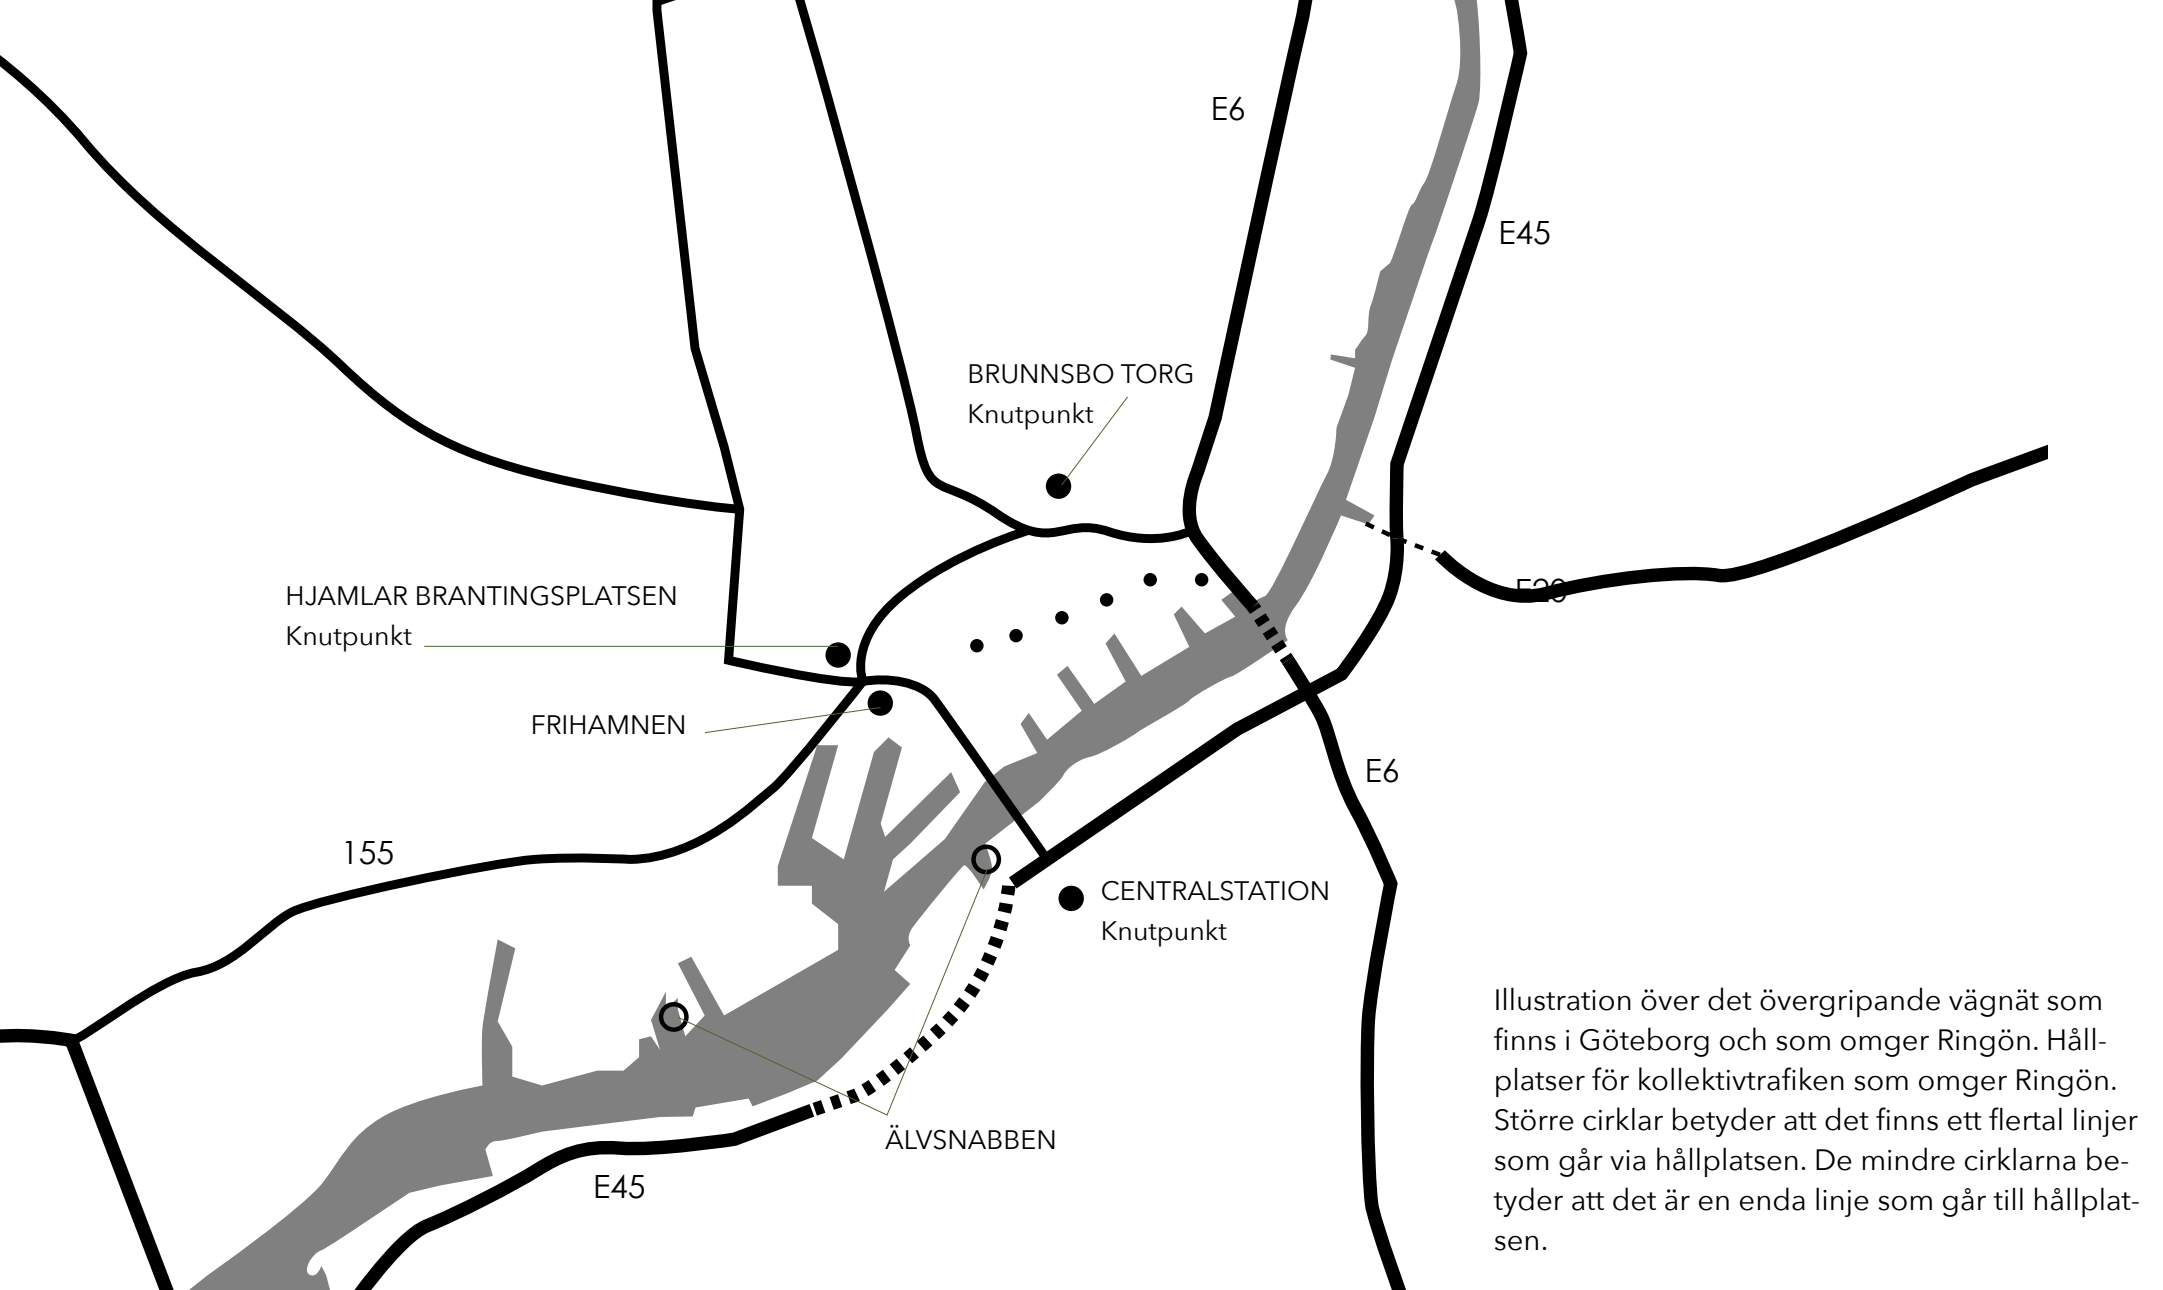 E6
E45
BRUNNSBO TORG
Knutpunkt
E20
HJAMLAR BRANTINGSPLATSEN
Knutpunkt
FRIHAMNEN
E6
155
CENTRALSTATION
Knutpunkt
ÄLVSNABBEN
E45
Illustration över det övergripande vägnät som
finns i Göteborg och som omger Ringön. Håll-
platser för kollektivtrafiken som omger Ringön.
Större cirklar betyder att det finns ett flertal linjer
som går via hållplatsen. De mindre cirklarna be-
tyder att det är en enda linje som går till hållplat-
sen.